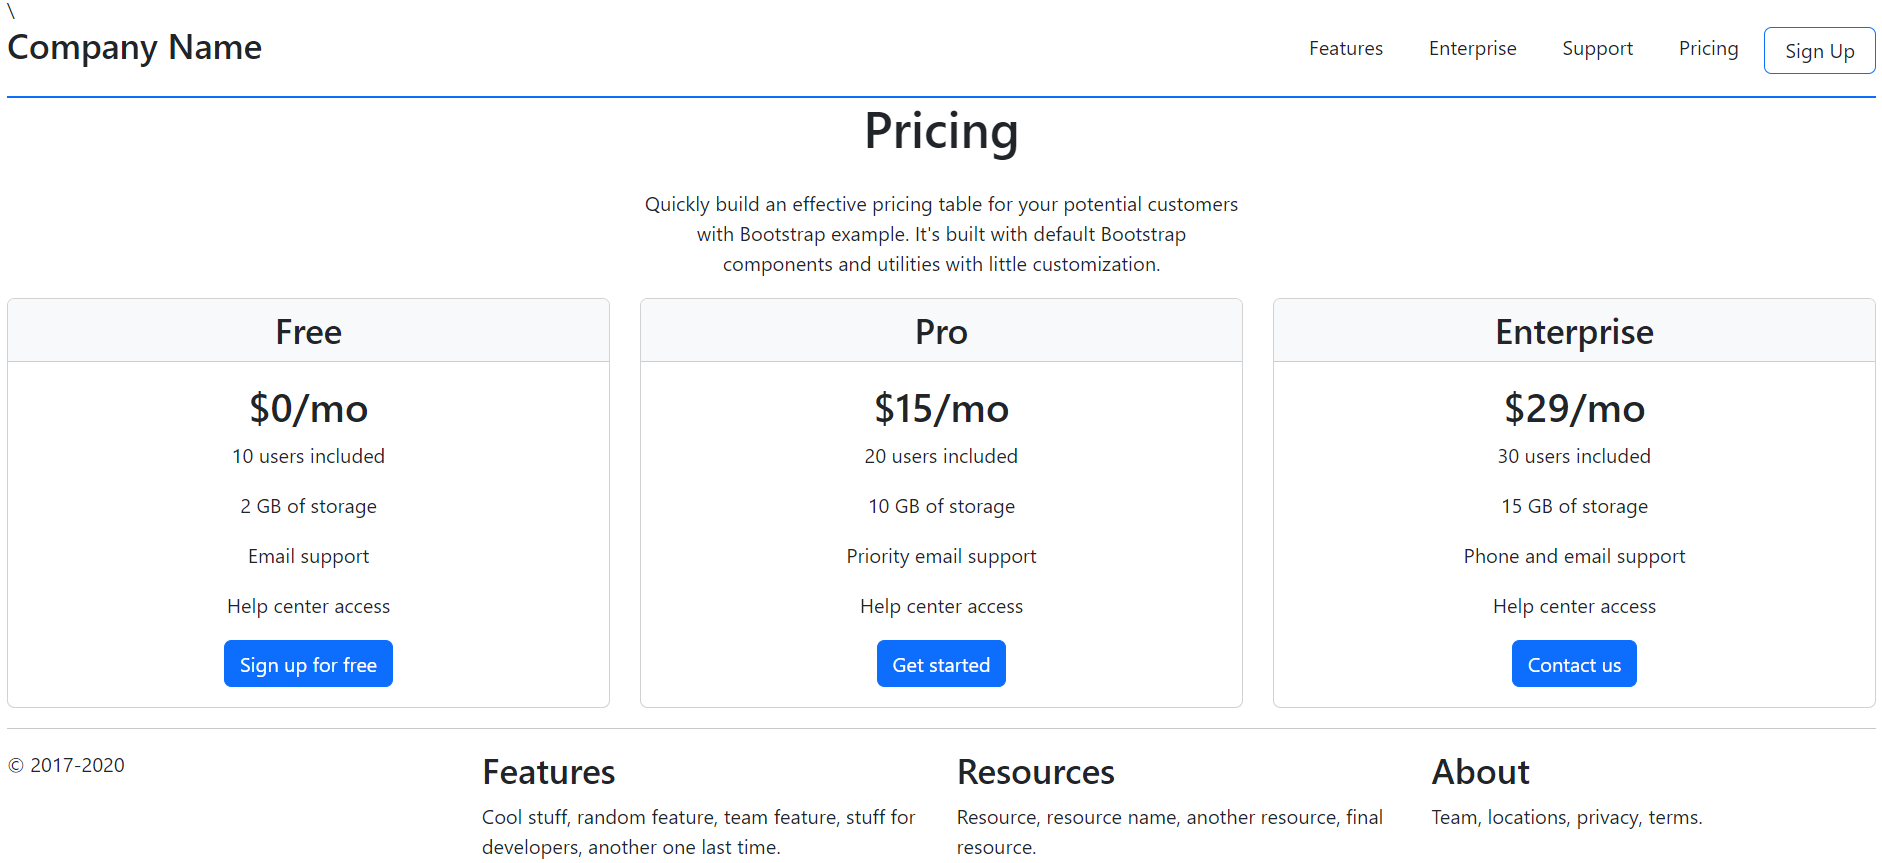 \
Company Name
Features
Enterprise
Support
Pricing
Sign Up
Pricing
Quickly build an effective pricing table for your potential customers
with Bootstrap example. It's built with default Bootstrap
components and utilities with little customization.
Free
$0/mo
10 users included
2 GB of storage
Email support
Help center access
Sign up for free
Pro
$15/mo
20 users included
10 GB of storage
Priority email support
Help center access
Get started
Enterprise
$29/mo
30 users included
15 GB of storage
Phone and email support
Help center access
Contact us
© 2017-2020
Features
Cool stuff, random feature, team feature, stuff for
developers, another one last time.
Resources
Resource, resource name, another resource, final
resource.
About
Team, locations, privacy, terms.